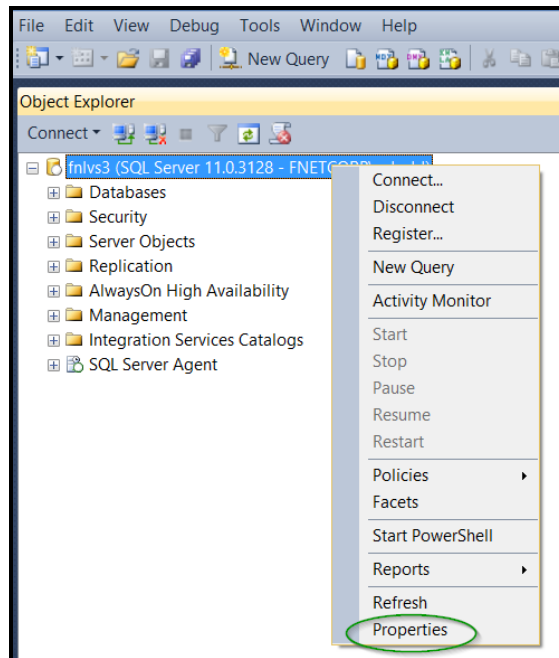 File Edit View Debug Tools Window Help
New Query
Object Explorer
Connect
fnlvs3 (SQL Server 11.0.3128 -
Databases
Security
Server Objects
Replication
AlwaysOn High Availability
Management
Integration Services Catalogs
SQL Server Agent
Connect...
Disconnect
Register...
New Query
Activity Monitor
Start
Stop
Pause
Resume
Restart
Policies
Facets
Start PowerShell
Reports
Refresh
Properties